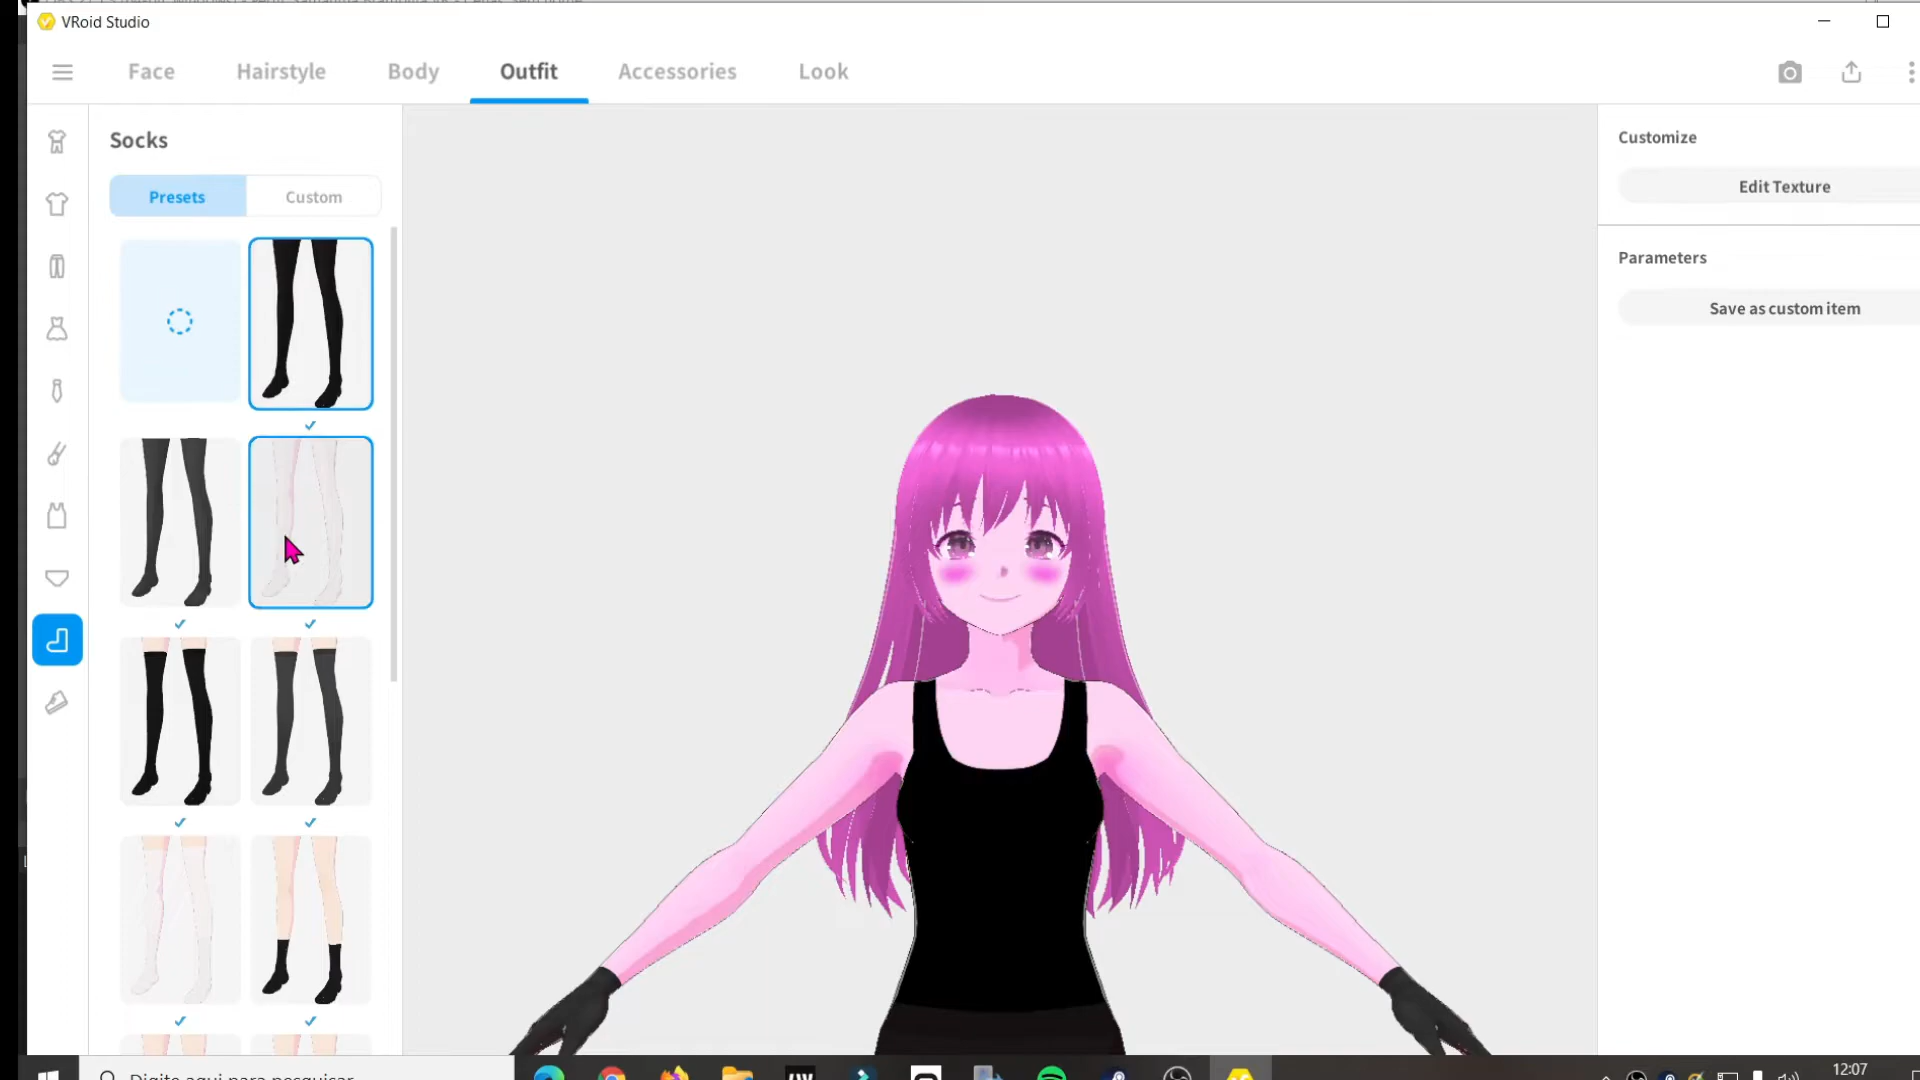 VRoid Studio
Face Hairstyle Body Outfit Accessories Look
Socks
Presets Custom
Customize
Edit Texture
Parameters
Save as custom item
Digite aqui para pesquisar
12:07